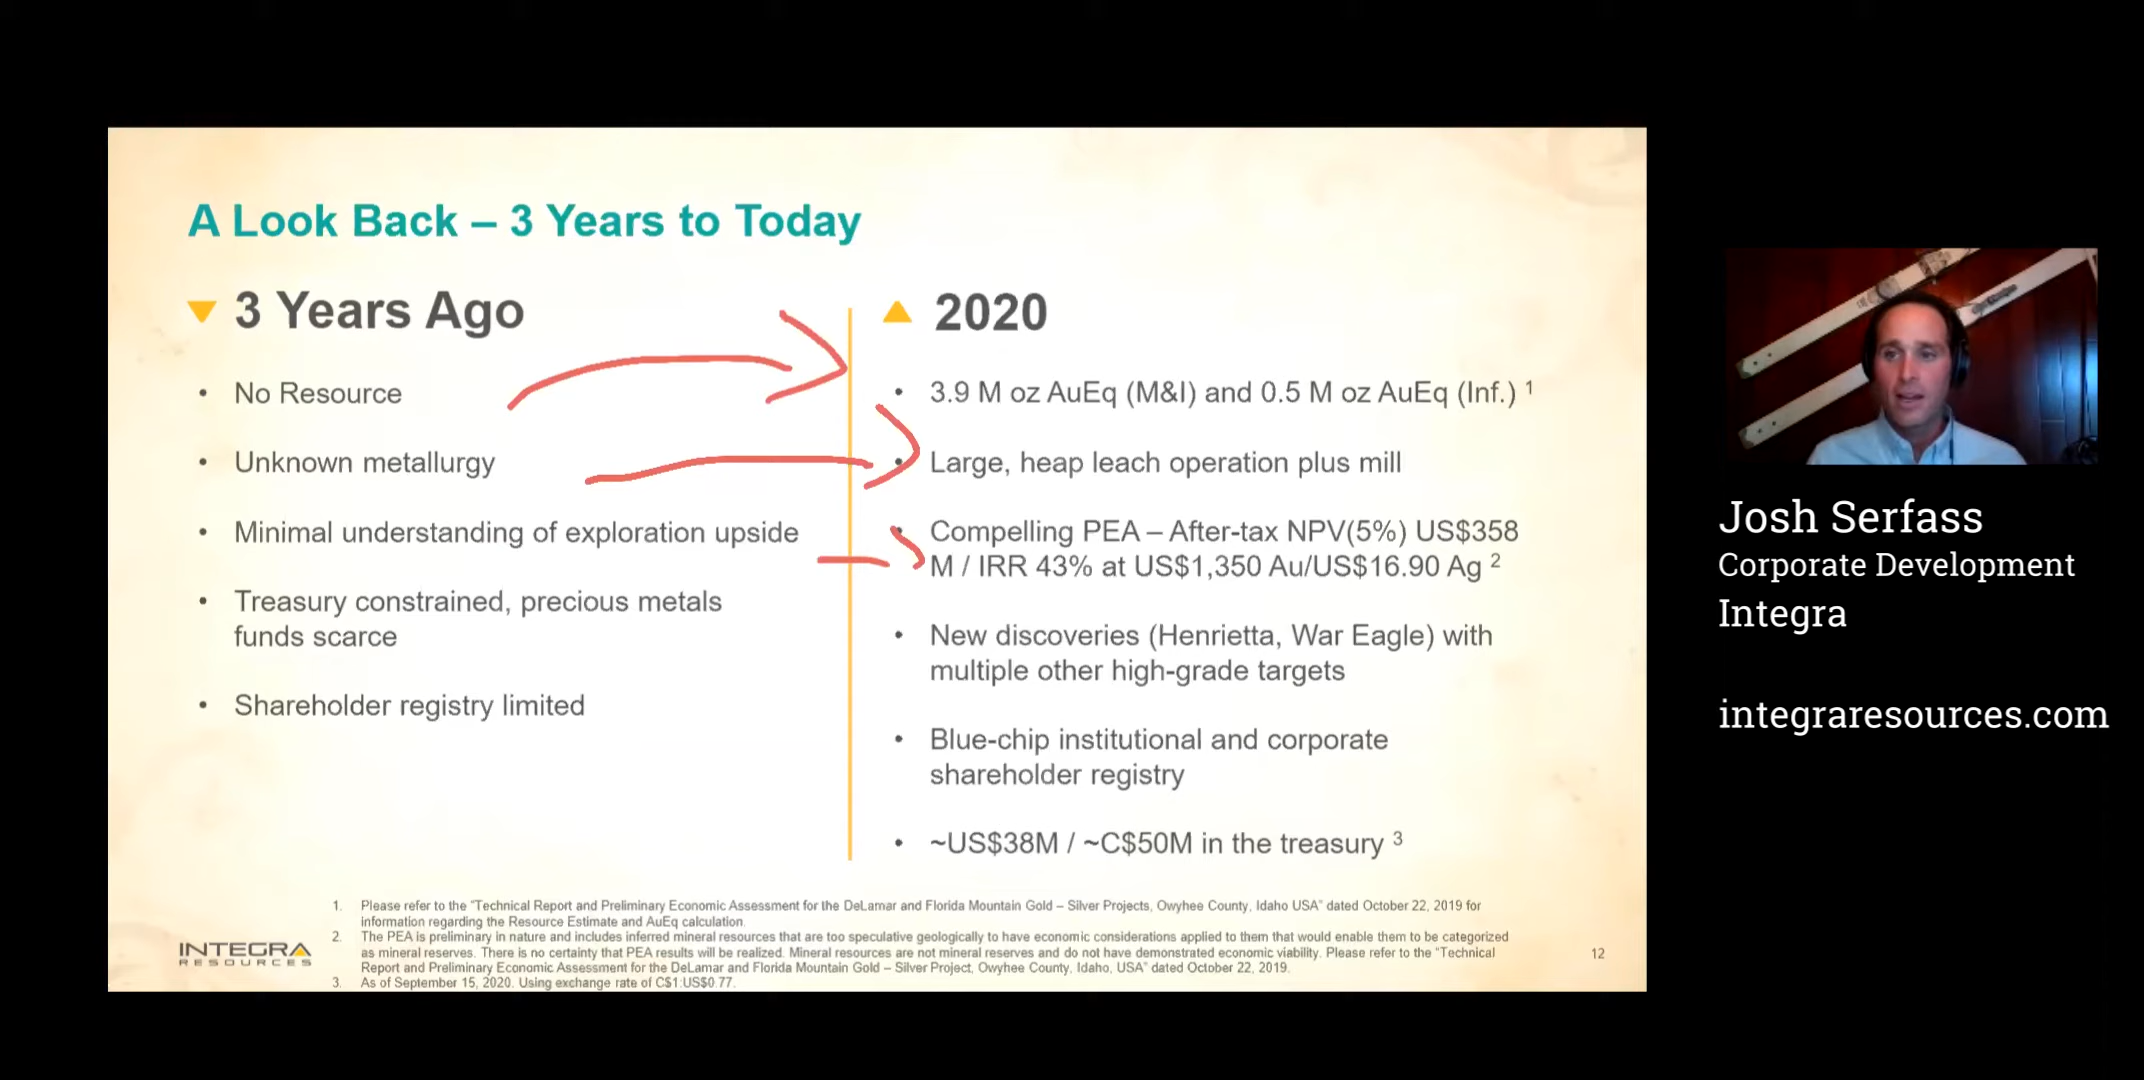 A Look Back – 3 Years to Today
3 Years Ago
• No Resource
• Unknown metallurgy
• Minimal understanding of exploration upside
• Treasury constrained, precious metals
funds scarce
• Shareholder registry limited
2020
• 3.9 M oz AuEq (M&I) and 0.5 M oz AuEq (Inf.) 1
• Large, heap leach operation plus mill
• Compelling PEA – After-tax NPV(5%) US$358
M / IRR 43% at US$1,350 Au/US$16.90 Ag 2
• New discoveries (Henrietta, War Eagle) with
multiple other high-grade targets
• Blue-chip institutional and corporate
shareholder registry
• ~US$38M / ~C$50M in the treasury 3
1. Please refer to the "Technical Report and Preliminary Economic Assessment for the DeLamar and Florida Mountain Gold – Silver Projects, Owyhee County, Idaho USA" dated October 22, 2019 for
information regarding the Resource Estimate and AuEq calculation.
2. The PEA is preliminary in nature and includes inferred mineral resources that are too speculative geologically to have economic considerations applied to them that would enable them to be categorized
as mineral reserves. There is no certainty that PEA results will be realized. Mineral resources are not mineral reserves and do not have demonstrated economic viability. Please refer to the "Technical
Report and Preliminary Economic Assessment for the DeLamar and Florida Mountain Gold – Silver Project, Owyhee County, Idaho, USA" dated October 22, 2019.
3. As of September 15, 2020. Using exchange rate of C$1:US$0.77.
INTEGRA
RESOURCES
12
Josh Serfass
Corporate Development
Integra
integraresources.com